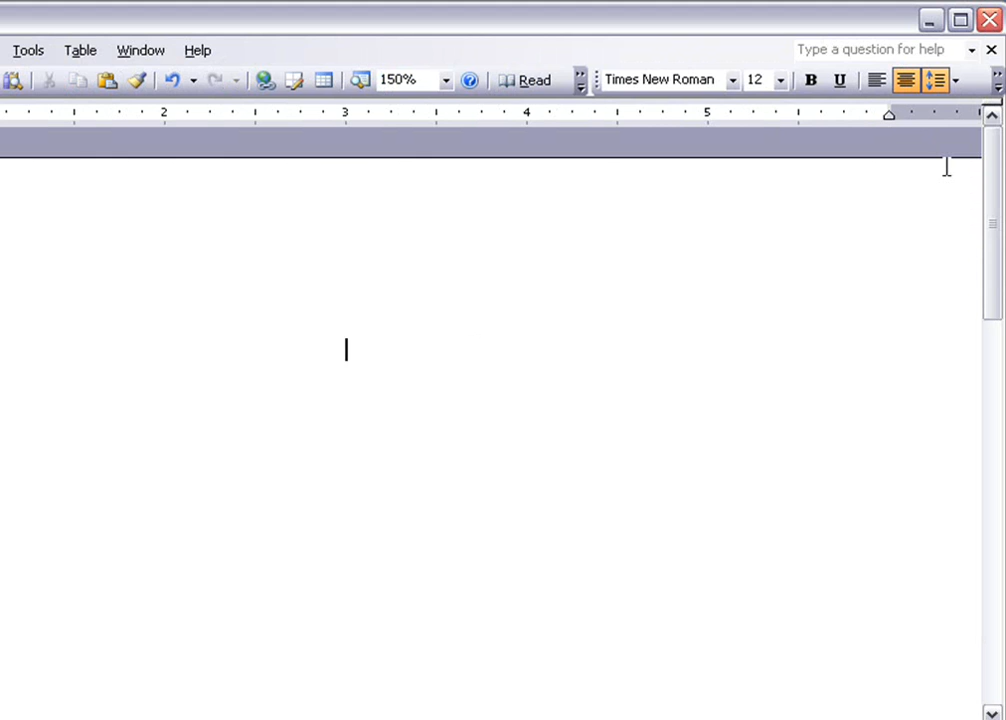 Tools Table Window Help Type a question for help
150% Read Times New Roman 12 B U
2 3 4 5